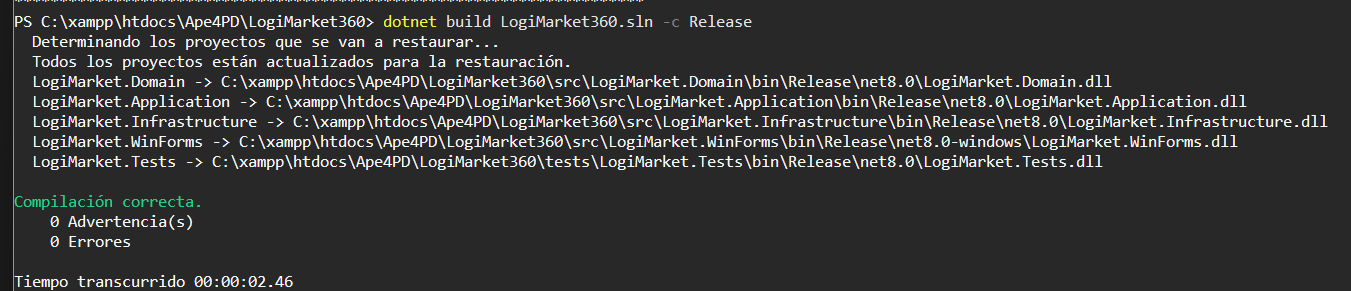 PS C:\xampp\htdocs\Ape4PD\LogiMarket360> dotnet build LogiMarket360.sln -c Release
  Determinando los proyectos que se van a restaurar...
  Todos los proyectos están actualizados para la restauración.
  LogiMarket.Domain -> C:\xampp\htdocs\Ape4PD\LogiMarket360\src\LogiMarket.Domain\bin\Release\net8.0\LogiMarket.Domain.dll
  LogiMarket.Application -> C:\xampp\htdocs\Ape4PD\LogiMarket360\src\LogiMarket.Application\bin\Release\net8.0\LogiMarket.Application.dll
  LogiMarket.Infrastructure -> C:\xampp\htdocs\Ape4PD\LogiMarket360\src\LogiMarket.Infrastructure\bin\Release\net8.0\LogiMarket.Infrastructure.dll
  LogiMarket.WinForms -> C:\xampp\htdocs\Ape4PD\LogiMarket360\src\LogiMarket.WinForms\bin\Release\net8.0-windows\LogiMarket.WinForms.dll
  LogiMarket.Tests -> C:\xampp\htdocs\Ape4PD\LogiMarket360\tests\LogiMarket.Tests\bin\Release\net8.0\LogiMarket.Tests.dll
Compilación correcta.
    0 Advertencia(s)
    0 Errores
Tiempo transcurrido 00:00:02.46